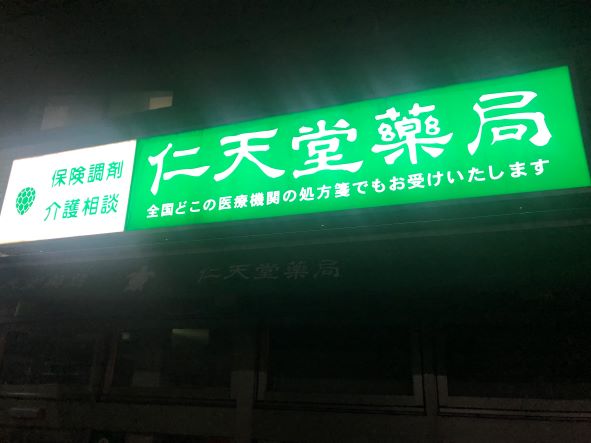 保険調剤
介護相談
仁天堂藥局
全国どこの医療機関の処方箋でもお受けいたします
仁天堂薬局